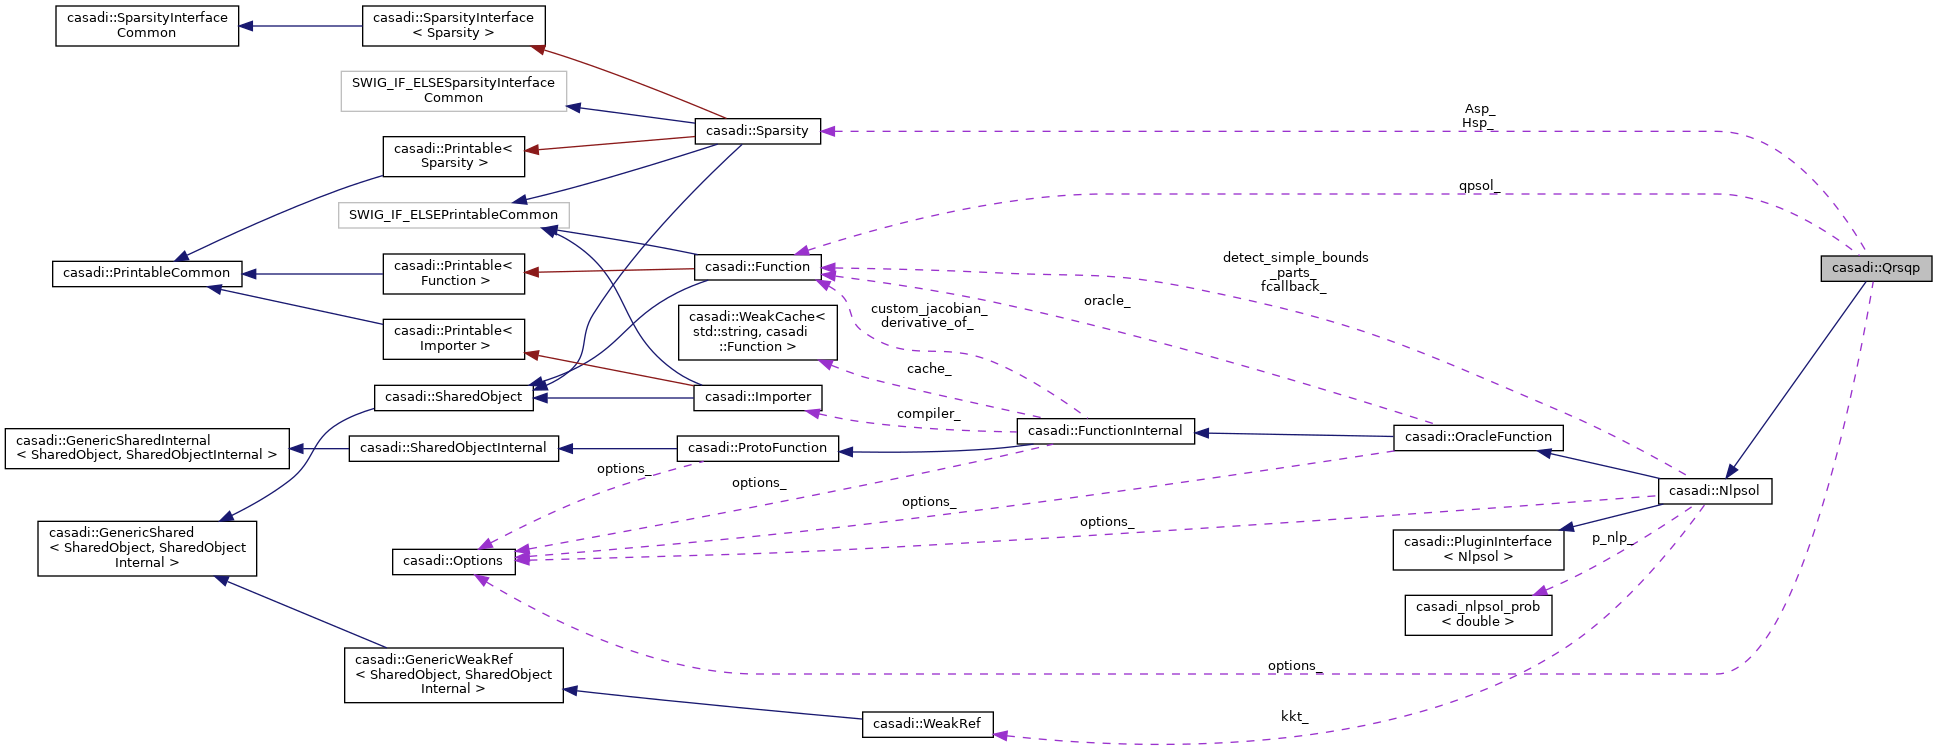 casadi::SparsityInterface
Common
casadi::SparsityInterface
< Sparsity >
SWIG_IF_ELSESparsityInterface
Common
casadi::Sparsity
Asp_
Hsp_
casadi::Printable<
Sparsity >
qpsol_
SWIG_IF_ELSEPrintableCommon
casadi::PrintableCommon
casadi::Printable<
Function >
casadi::Function
detect_simple_bounds
_parts_
fcallback_
casadi::Qrsqp
oracle_
custom_jacobian_
derivative_of_
casadi::WeakCache<
std::string, casadi
::Function >
casadi::Printable<
Importer >
cache_
casadi::SharedObject
casadi::Importer
compiler_
casadi::GenericSharedInternal
< SharedObject, SharedObjectInternal >
casadi::SharedObjectInternal
casadi::ProtoFunction
casadi::FunctionInternal
casadi::OracleFunction
options_
options_
options_
options_
casadi::Nlpsol
casadi::GenericShared
< SharedObject, SharedObject
Internal >
casadi::Options
casadi::PluginInterface
< Nlpsol >
p_nlp_
casadi_nlpsol_prob
< double >
casadi::GenericWeakRef
< SharedObject, SharedObject
Internal >
options_
casadi::WeakRef
kkt_